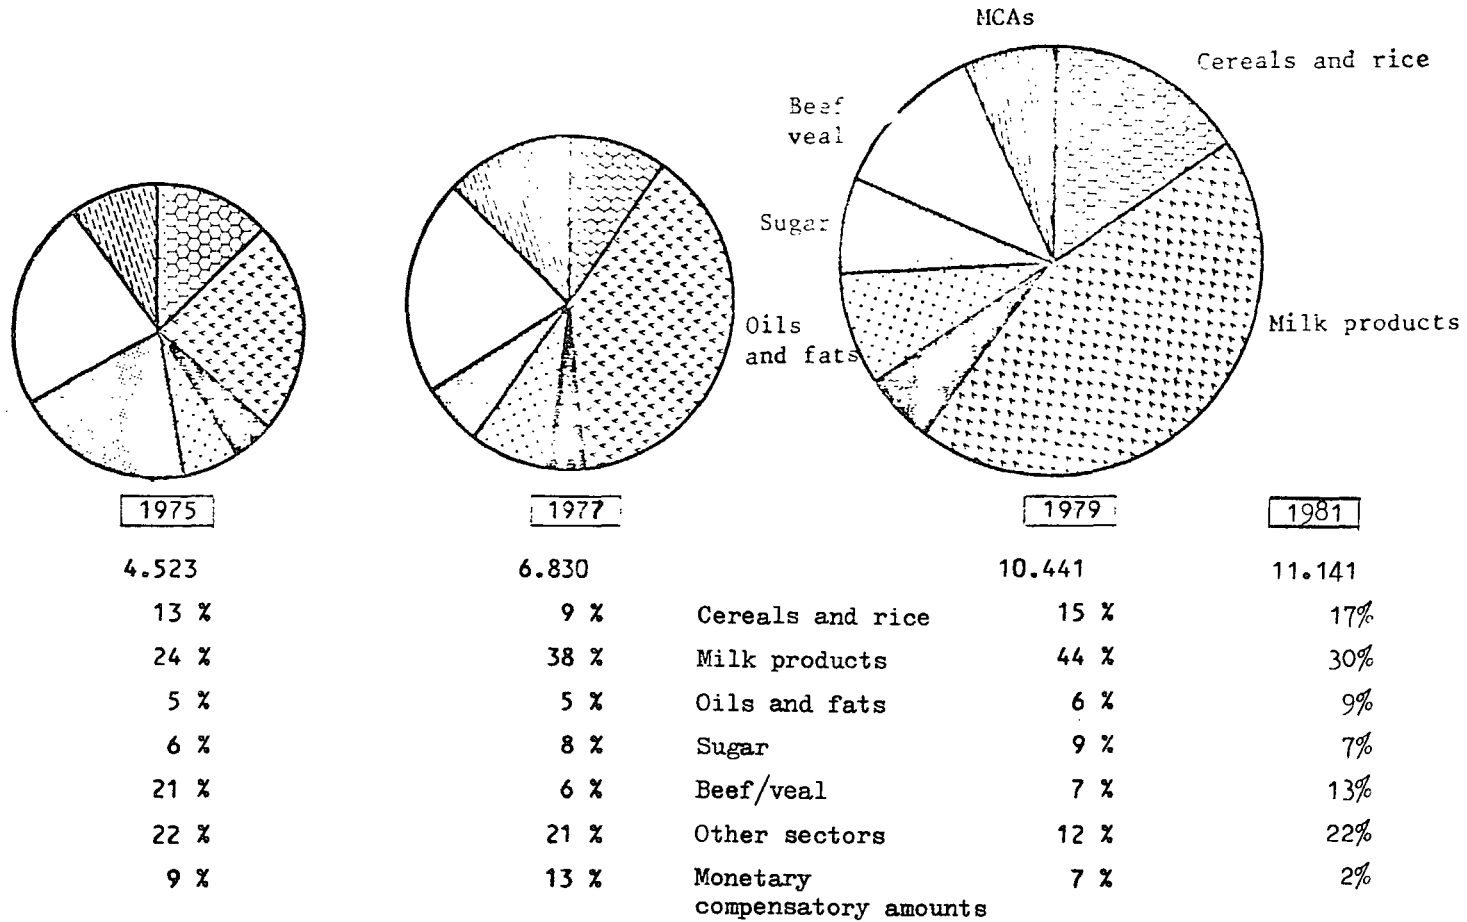 MCAs
Cereals and rice
Beef
veal
Sugar
Oils
and fats
Milk products
1975 1977 1979 1981
4.523 6.830 10.441 11.141
13 % 9 % Cereals and rice 15 % 17%
24 % 38 % Milk products 44 % 30%
5 % 5 % Oils and fats 6 % 9%
6 % 8 % Sugar 9 % 7%
21 % 6 % Beef/veal 7 % 13%
22 % 21 % Other sectors 12 % 22%
9 % 13 % Monetary 7 % 2%
compensatory amounts